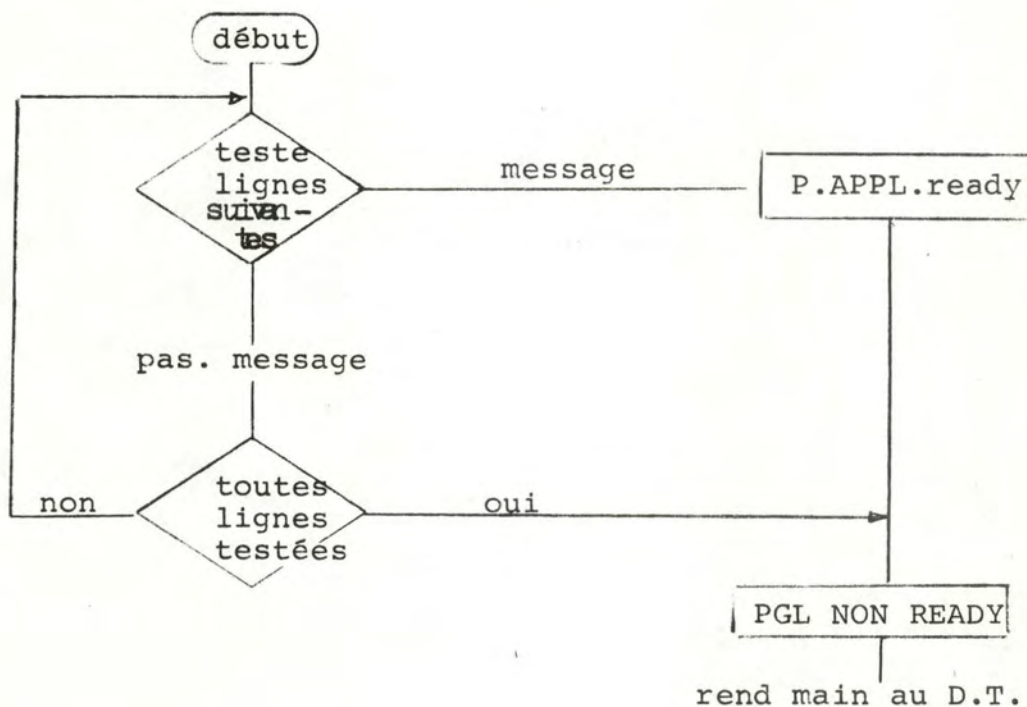 début
teste
lignes
suivan-
tes
message
P.APPL.ready
pas. message
toutes
lignes
testées
non
oui
PGL NON READY
rend main au D.T.